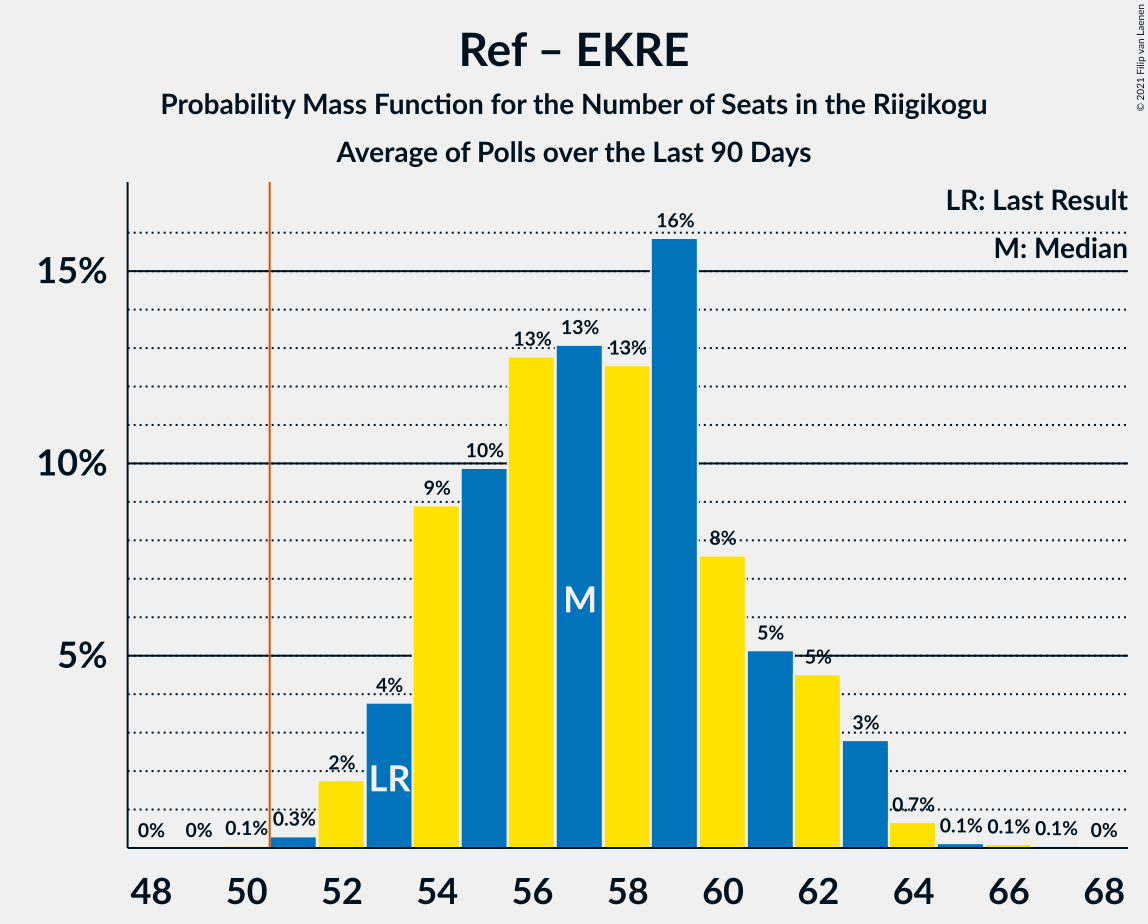 Ref – EKRE
Probability Mass Function for the Number of Seats in the Riigikogu
Average of Polls over the Last 90 Days
© 2021 Filip van Laenen
LR: Last Result
M: Median
15%
10%
5%
0%
0%
0.1%
0.3%
2%
4%
9%
10%
13%
13%
13%
16%
8%
5%
5%
3%
0.7%
0.1%
0.1%
0.1%
0%
LR
M
48 50 52 54 56 58 60 62 64 66 68